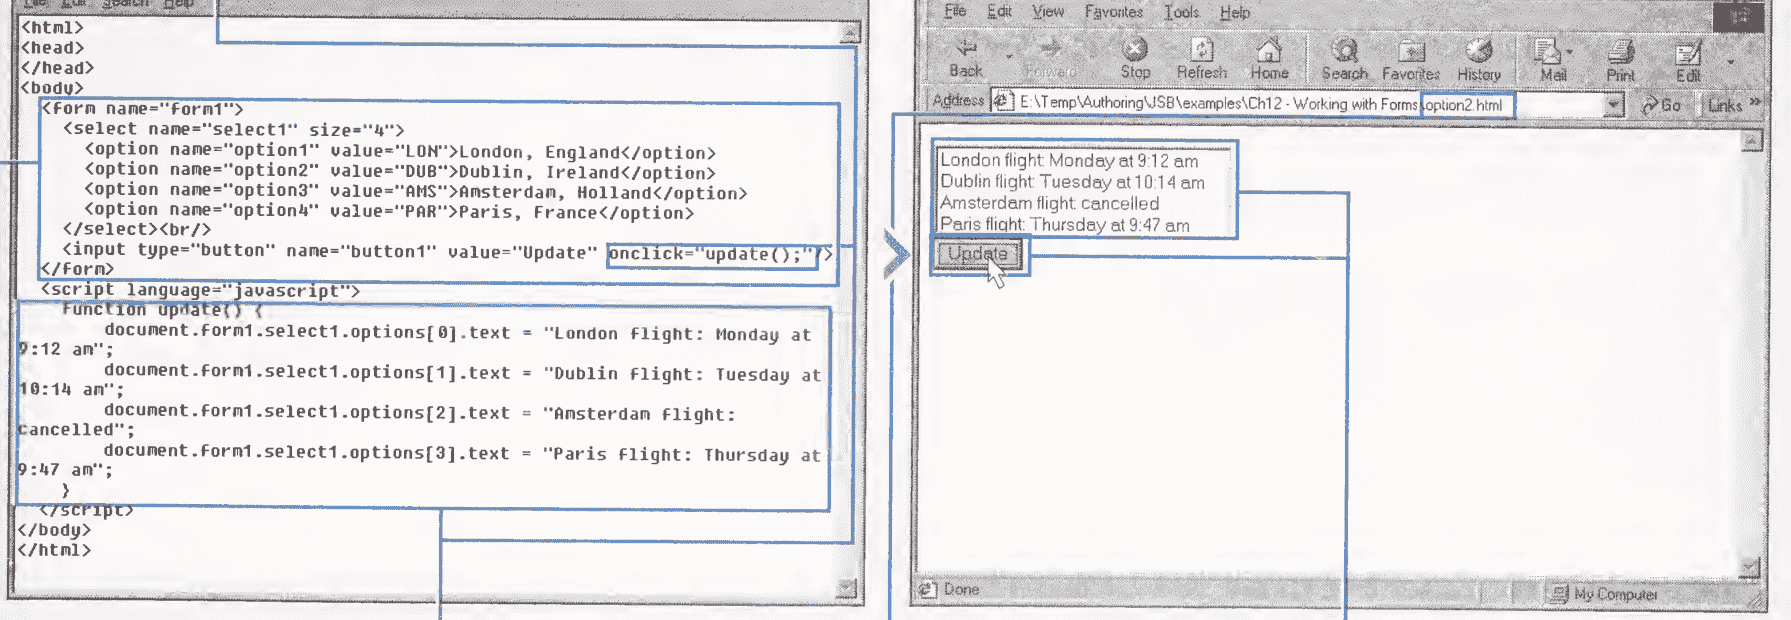 File Edit Search Help
<html>
<head>
</head>
<body>
<form name="form1">
<select name="select1" size="4">
<option name="option1" value="LON">London, England</option>
<option name="option2" value="DUB">Dublin, Ireland</option>
<option name="option3" value="AMS">Amsterdam, Holland</option>
<option name="option4" value="PAR">Paris, France</option>
</select><br/>
<input type="button" name="button1" value="Update" onclick="update();"/>
</form>
<script language="javascript">
function update() {
document.form1.select1.options[0].text = "London flight: Monday at
9:12 am";
document.form1.select1.options[1].text = "Dublin flight: Tuesday at
10:14 am";
document.form1.select1.options[2].text = "Amsterdam flight:
cancelled";
document.form1.select1.options[3].text = "Paris flight: Thursday at
9:47 am";
}
</script>
</body>
</html>
File Edit View Favorites Tools Help
Back Forward Stop Refresh Home Search Favorites History Mail Print Edit
Address E:\Temp\Authoring\JSB\examples\Ch12 - Working with Forms\option2.html Go Links »
London flight: Monday at 9:12 am
Dublin flight: Tuesday at 10:14 am
Amsterdam flight: cancelled
Paris flight: Thursday at 9:47 am
Update
Done My Computer